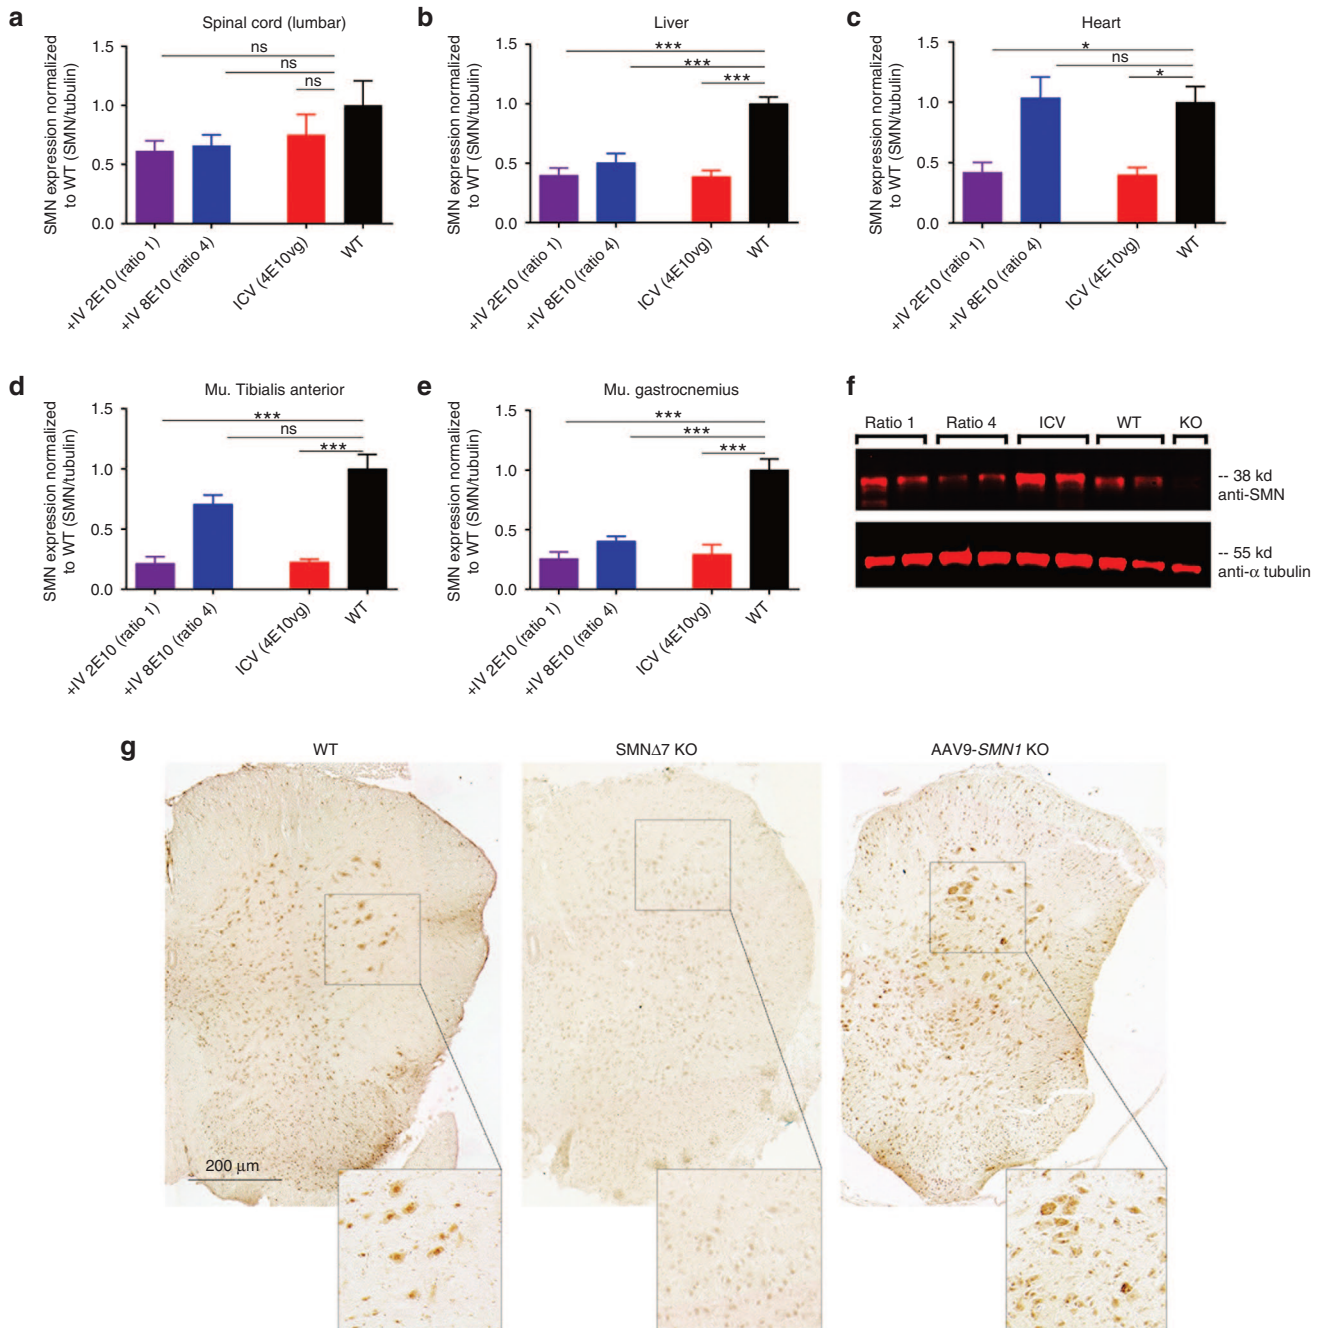 a
Spinal cord (lumbar)
SMN expression normalized
to WT (SMN/tubulin)
1.5
1.0
0.5
0.0
ns
ns
ns
+IV 2E10 (ratio 1)
+IV 8E10 (ratio 4)
ICV (4E10vg)
WT
b
Liver
SMN expression normalized
to WT (SMN/tubulin)
1.5
1.0
0.5
0.0
***
***
***
+IV 2E10 (ratio 1)
+IV 8E10 (ratio 4)
ICV (4E10vg)
WT
c
Heart
SMN expression normalized
to WT (SMN/tubulin)
1.5
1.0
0.5
0.0
*
ns
*
+IV 2E10 (ratio 1)
+IV 8E10 (ratio 4)
ICV (4E10vg)
WT
d
Mu. Tibialis anterior
SMN expression normalized
to WT (SMN/tubulin)
1.5
1.0
0.5
0.0
***
ns
***
+IV 2E10 (ratio 1)
+IV 8E10 (ratio 4)
ICV (4E10vg)
WT
e
Mu. gastrocnemius
SMN expression normalized
to WT (SMN/tubulin)
1.5
1.0
0.5
0.0
***
***
***
+IV 2E10 (ratio 1)
+IV 8E10 (ratio 4)
ICV (4E10vg)
WT
f
Ratio 1 Ratio 4 ICV WT KO
-- 38 kd
anti-SMN
-- 55 kd
anti-α tubulin
g
WT
SMNΔ7 KO
AAV9-SMN1 KO
200 μm